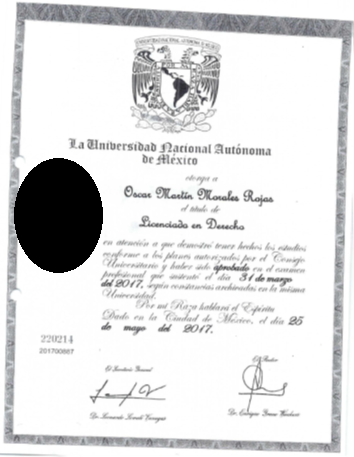 La Universidad Nacional Autónoma
de México
otorga a
Oscar Martín Morales Rojas
el título de
Licenciado en Derecho
en atención a que demostró tener hechos los estudios
conforme a los planes autorizados por el Consejo
Universitario y haber sido aprobado en el examen
profesional que sustentó el día 31 de marzo
del 2017, según constancias archivadas en la misma
Universidad.
Por mi Raza hablará el Espíritu
Dado en la Ciudad de México, el día 25
de mayo del 2017.
220214
201700887
El Secretario General
El Rector
Dr. Leonardo Lomelí Vanegas
Dr. Enrique Graue Wiechers